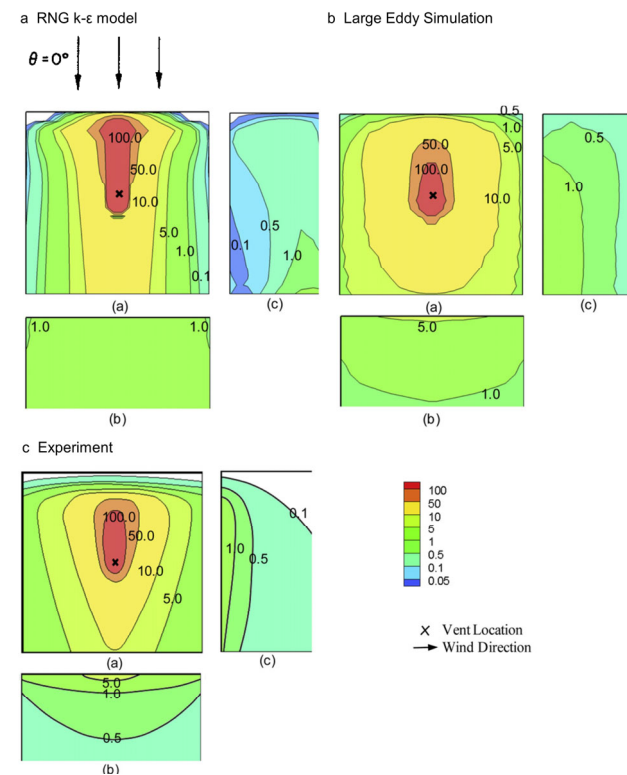 a RNG k-ε model
b Large Eddy Simulation
θ = 0°
100.0
50.0
10.0
5.0
1.0
0.1
(a)
0.1
0.5
1.0
(c)
1.0
1.0
(b)
0.5
1.0
5.0
50.0
100.0
10.0
(a)
0.5
1.0
(c)
5.0
1.0
(b)
c Experiment
100.0
50.0
10.0
5.0
(a)
0.1
1.0
0.5
(c)
5.0
1.0
0.5
(b)
100
50
10
5
1
0.5
0.1
0.05
Vent Location
Wind Direction